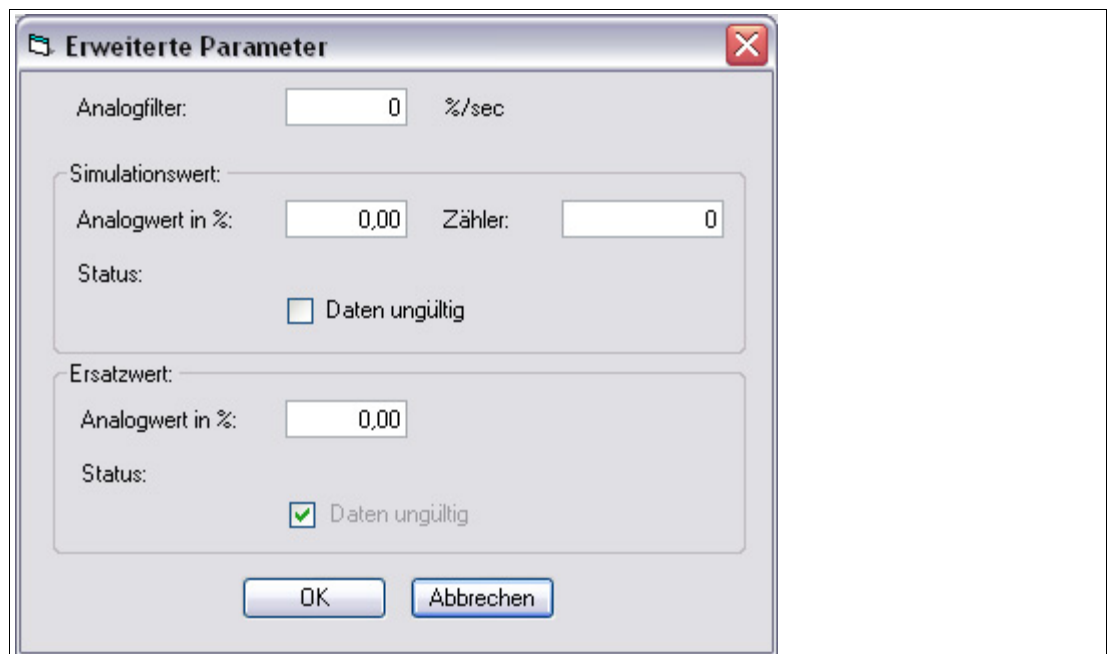 Erweiterte Parameter
Analogfilter: 0 %/sec
Simulationswert:
Analogwert in %: 0,00 Zähler: 0
Status:
Daten ungültig
Ersatzwert:
Analogwert in %: 0,00
Status:
Daten ungültig
OK Abbrechen